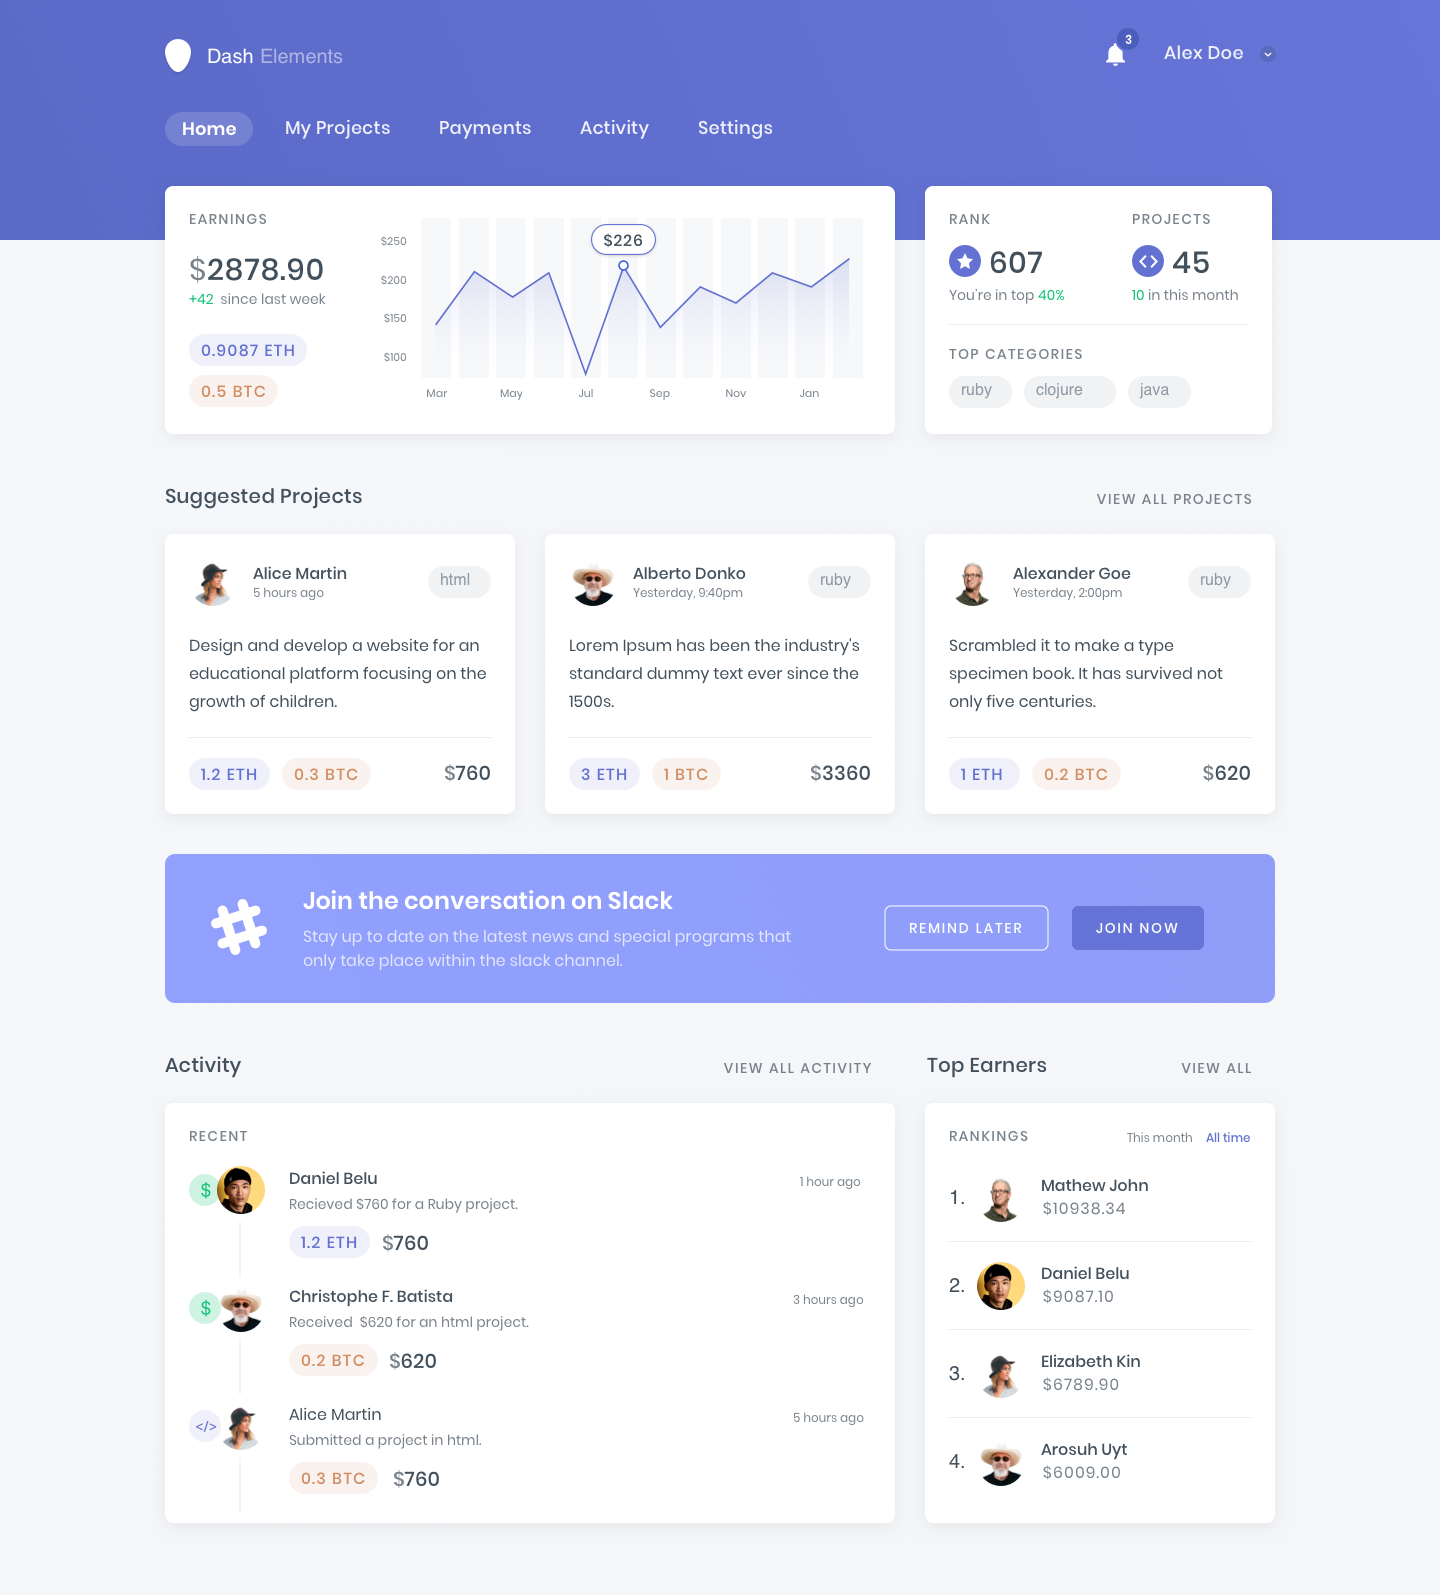 Dash Elements
3
Alex Doe
Home
My Projects
Payments
Activity
Settings
EARNINGS
$2878.90
+42 since last week
0.9087 ETH
0.5 BTC
$250
$200
$150
$100
$226
Mar
May
Jul
Sep
Nov
Jan
RANK
607
You're in top 40%
PROJECTS
45
10 in this month
TOP CATEGORIES
ruby
clojure
java
Suggested Projects
VIEW ALL PROJECTS
Alice Martin
5 hours ago
html
Design and develop a website for an
educational platform focusing on the
growth of children.
1.2 ETH
0.3 BTC
$760
Alberto Donko
Yesterday, 9:40pm
ruby
Lorem Ipsum has been the industry's
standard dummy text ever since the
1500s.
3 ETH
1 BTC
$3360
Alexander Goe
Yesterday, 2:00pm
ruby
Scrambled it to make a type
specimen book. It has survived not
only five centuries.
1 ETH
0.2 BTC
$620
Join the conversation on Slack
Stay up to date on the latest news and special programs that
only take place within the slack channel.
REMIND LATER
JOIN NOW
Activity
VIEW ALL ACTIVITY
RECENT
$
Daniel Belu
1 hour ago
Recieved $760 for a Ruby project.
1.2 ETH
$760
$
Christophe F. Batista
3 hours ago
Received $620 for an html project.
0.2 BTC
$620
</>
Alice Martin
5 hours ago
Submitted a project in html.
0.3 BTC
$760
Top Earners
VIEW ALL
RANKINGS
This month
All time
1.
Mathew John
$10938.34
2.
Daniel Belu
$9087.10
3.
Elizabeth Kin
$6789.90
4.
Arosuh Uyt
$6009.00